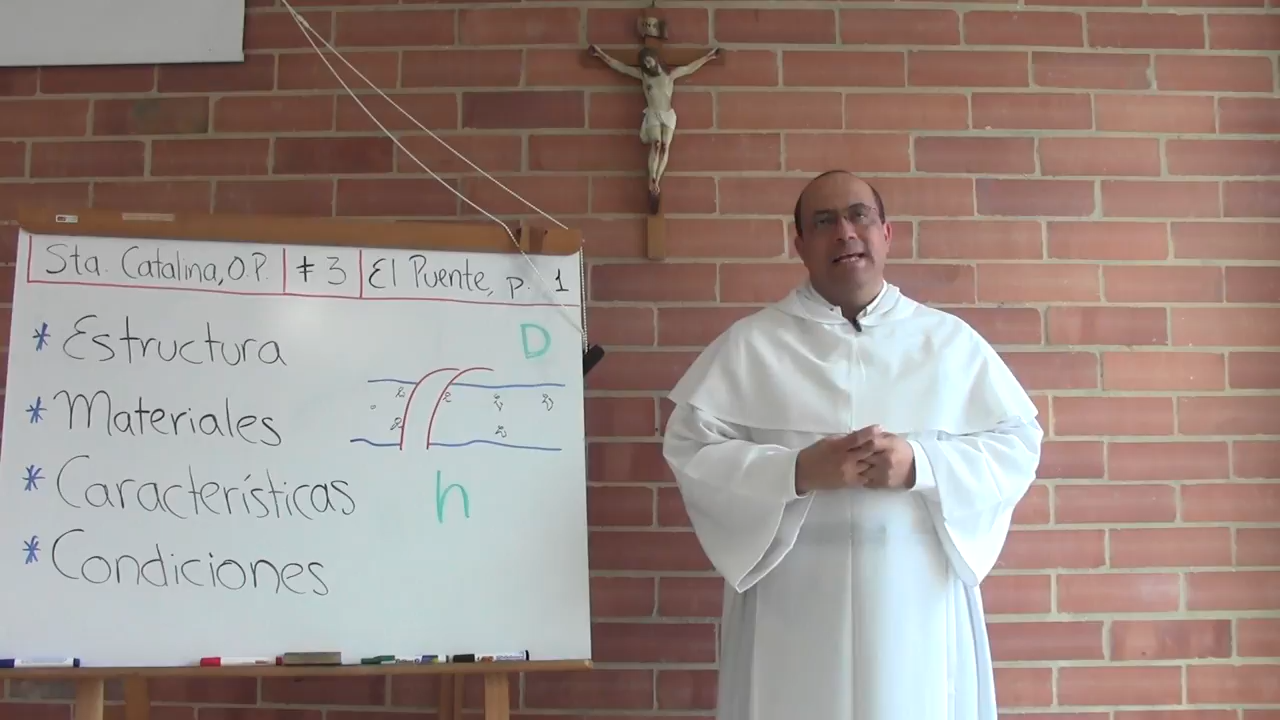 Sta. Catalina, O.P. # 3 El Puente, p. 1
* Estructura
D
* Materiales
* Características
h
* Condiciones